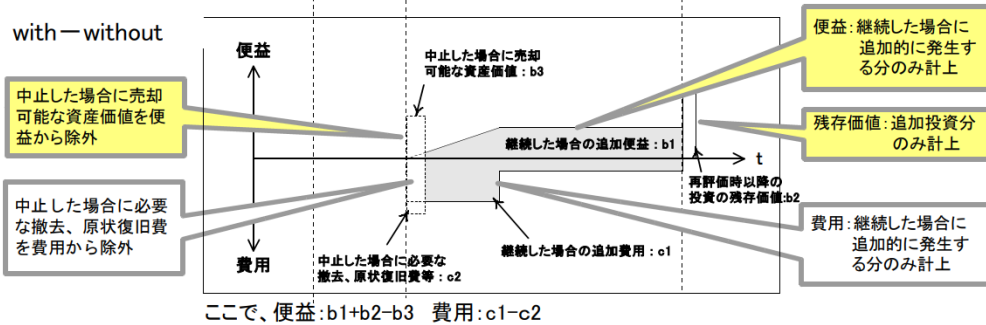 with－without
便益
中止した場合に売却
可能な資産価値：b3
便益：継続した場合に
追加的に発生す
る分のみ計上
中止した場合に売却
可能な資産価値を便
益から除外
残存価値：追加投資分
のみ計上
継続した場合の追加便益：b1
t
再評価時以降の
投資の残存価値:b2
中止した場合に必要
な撤去、原状復旧費
を費用から除外
費用：継続した場合に
追加的に発生す
る分のみ計上
継続した場合の追加費用：c1
中止した場合に必要な
撤去、原状復旧費等：c2
費用
ここで、便益：b1+b2-b3 費用：c1-c2